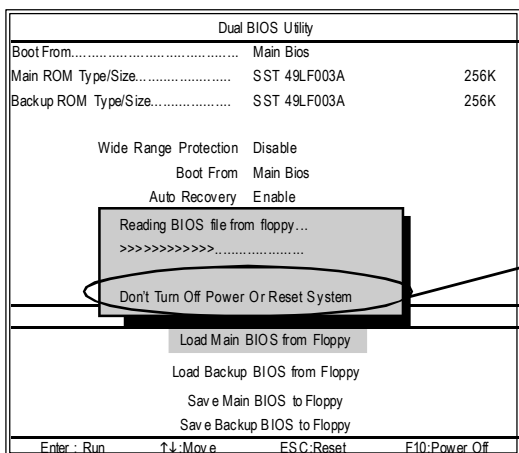 Dual BIOS Utility
Boot From...................................... Main Bios
Main ROM Type/Size...................... SST 49LF003A 256K
Backup ROM Type/Size.................. SST 49LF003A 256K
Wide Range Protection Disable
Boot From Main Bios
Auto Recovery Enable
Reading BIOS file from floppy...
>>>>>>>>>>>>.....................
Don't Turn Off Power Or Reset System
Load Main BIOS from Floppy
Load Backup BIOS from Floppy
Save Main BIOS to Floppy
Save Backup BIOS to Floppy
Enter : Run ↑↓:Move ESC:Reset F10:Power Off